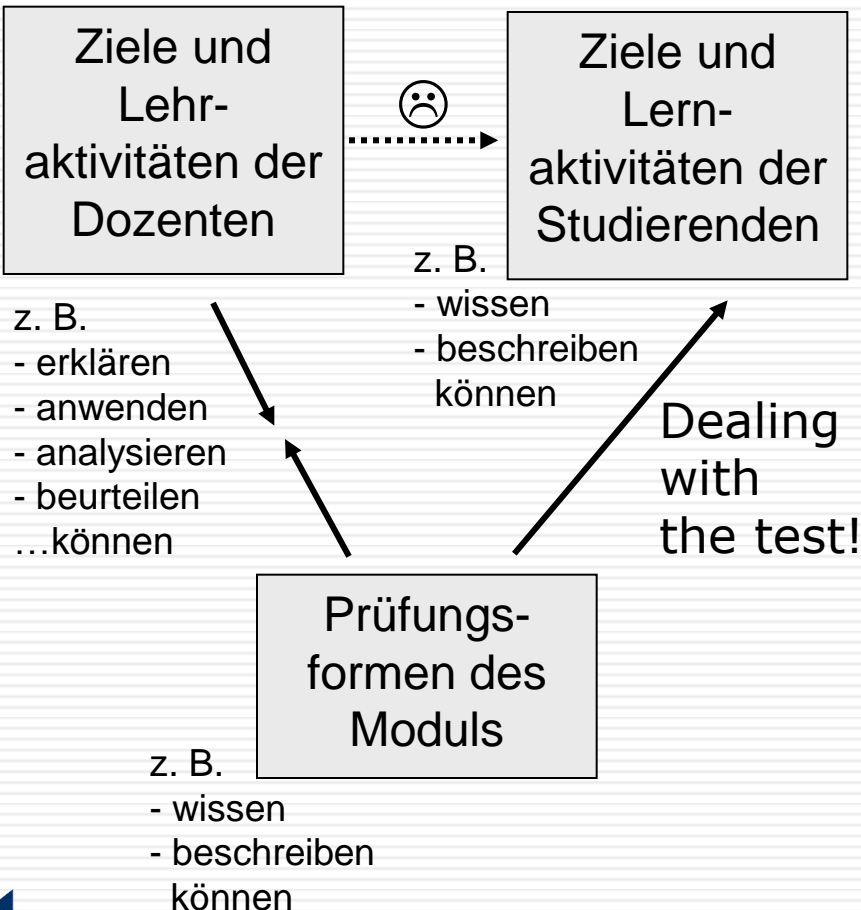 Ziele und
Lehr-
aktivitäten der
Dozenten
Ziele und
Lern-
aktivitäten der
Studierenden
z. B.
- erklären
- anwenden
- analysieren
- beurteilen
…können
z. B.
- wissen
- beschreiben
können
Dealing
with
the test!
Prüfungs-
formen des
Moduls
z. B.
- wissen
- beschreiben
können